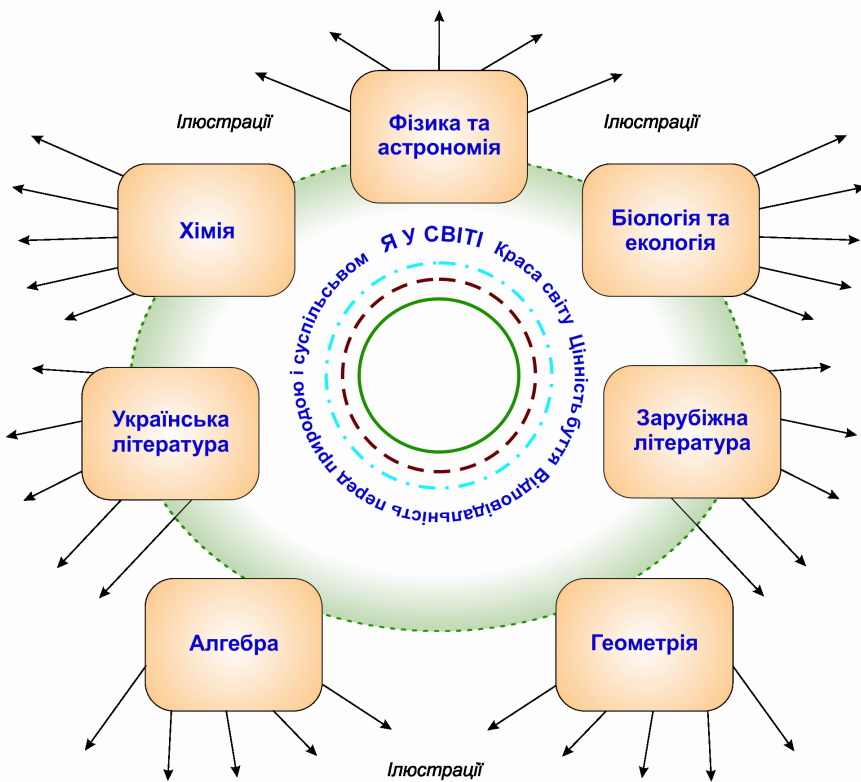 Фізика та
астрономія
Ілюстрації
Ілюстрації
Хімія
Біологія та
екологія
Я У СВІТІ Краса світу Цінність буття Відповідальність перед природою і суспільсьвом
Українська
література
Зарубіжна
література
Алгебра
Геометрія
Ілюстрації